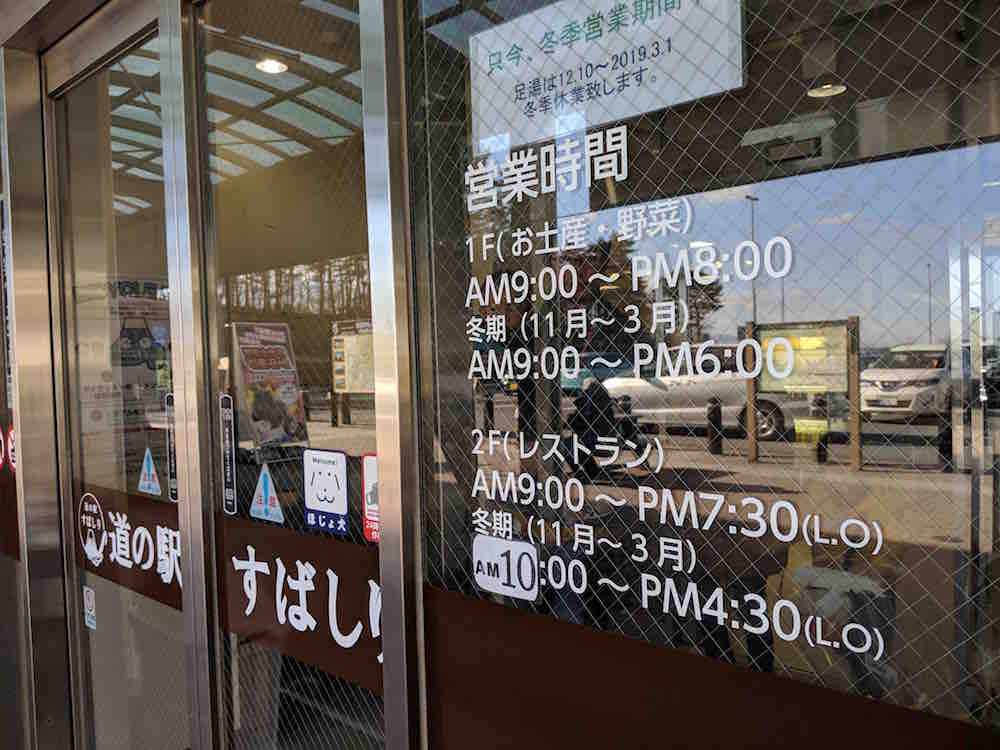 只今、冬季営業期間
足湯は12.10～2019.3.1
冬季休業致します。
営業時間
1F(お土産・野菜)
AM9:00 ～ PM8:00
冬期 (11月～3月)
AM9:00 ～ PM6:00
2F(レストラン)
AM9:00 ～ PM7:30(L.O)
冬期 (11月～3月)
AM10:00 ～ PM4:30(L.O)
Welcome!
ほじょ犬
注意
すばしり
道の駅
すばしり